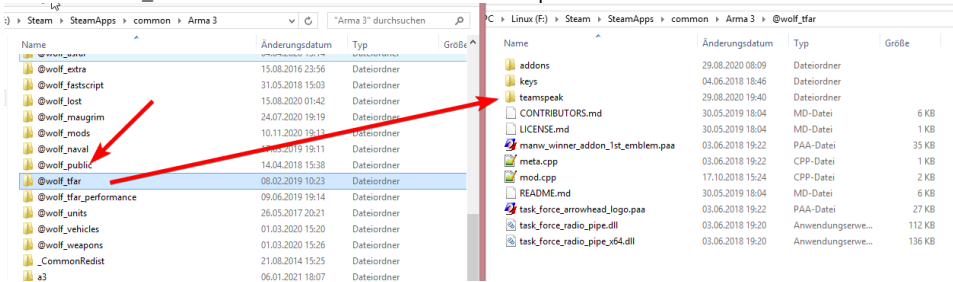 :) › Steam › SteamApps › common › Arma 3 "Arma 3" durchsuchen
Name Änderungsdatum Typ Größe
@wolf_extra 15.08.2016 23:56 Dateiordner
@wolf_fastscript 31.05.2018 15:03 Dateiordner
@wolf_lost 15.08.2020 01:42 Dateiordner
@wolf_maugrim 24.07.2020 19:19 Dateiordner
@wolf_mods 10.11.2020 19:13 Dateiordner
@wolf_naval 19:11 Dateiordner
@wolf_public 14.04.2018 15:38 Dateiordner
@wolf_tfar 08.02.2019 10:23 Dateiordner
@wolf_tfar_performance 09.06.2019 19:14 Dateiordner
@wolf_units 26.05.2017 20:21 Dateiordner
@wolf_vehicles 01.03.2020 15:20 Dateiordner
@wolf_weapons 01.03.2020 15:26 Dateiordner
_CommonRedist 21.08.2014 15:25 Dateiordner
a3 06.01.2021 18:07 Dateiordner
PC › Linux (F:) › Steam › SteamApps › common › Arma 3 › @wolf_tfar
Name Änderungsdatum Typ Größe
addons 29.08.2020 08:09 Dateiordner
keys 04.06.2018 18:46 Dateiordner
teamspeak 29.08.2020 19:40 Dateiordner
CONTRIBUTORS.md 30.05.2019 18:04 MD-Datei 6 KB
LICENSE.md 30.05.2019 18:04 MD-Datei 1 KB
manw_winner_addon_1st_emblem.paa 03.06.2018 19:22 PAA-Datei 35 KB
meta.cpp 03.06.2018 19:22 CPP-Datei 1 KB
mod.cpp 17.10.2018 15:24 CPP-Datei 2 KB
README.md 30.05.2019 18:04 MD-Datei 6 KB
task_force_arrowhead_logo.paa 03.06.2018 19:22 PAA-Datei 27 KB
task_force_radio_pipe.dll 03.06.2018 19:20 Anwendungserwe... 112 KB
task_force_radio_pipe_x64.dll 03.06.2018 19:20 Anwendungserwe... 136 KB